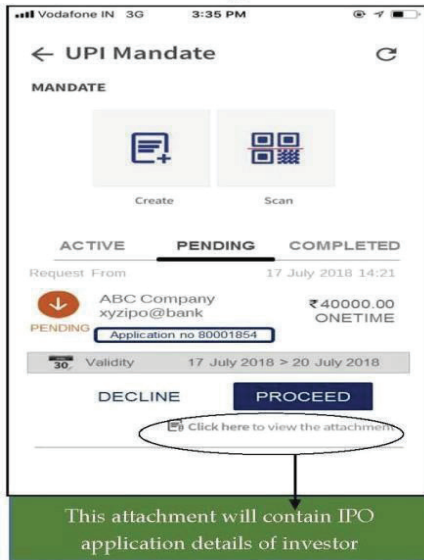 Vodafone IN 3G 3:35 PM
← UPI Mandate
MANDATE
Create Scan
ACTIVE PENDING COMPLETED
Request From 17 July 2018 14:21
ABC Company ₹40000.00
xyzipo@bank ONETIME
PENDING
Application no 80001854
30 Validity 17 July 2018 > 20 July 2018
DECLINE PROCEED
Click here to view the attachment
This attachment will contain IPO
application details of investor